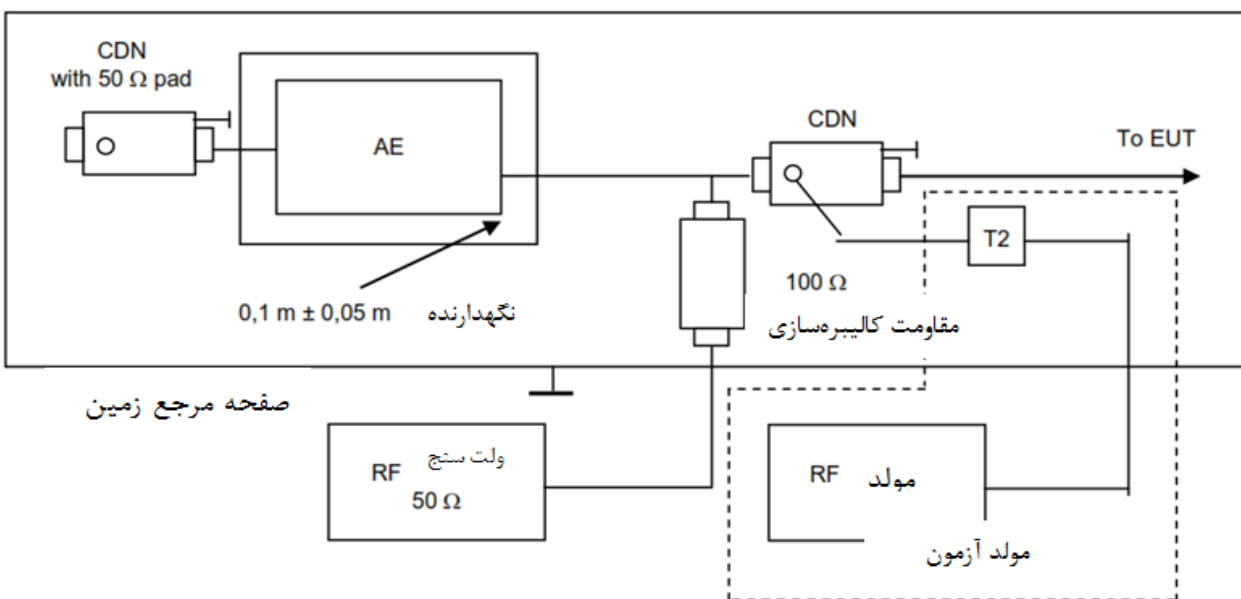 CDN
with 50 Ω pad
AE
CDN
To EUT
T2
100 Ω
مقاومت کالیبره‌سازی
0,1 m ± 0,05 m نگهدارنده
صفحه مرجع زمین
RF ولت سنج
50 Ω
RF مولد
مولد آزمون